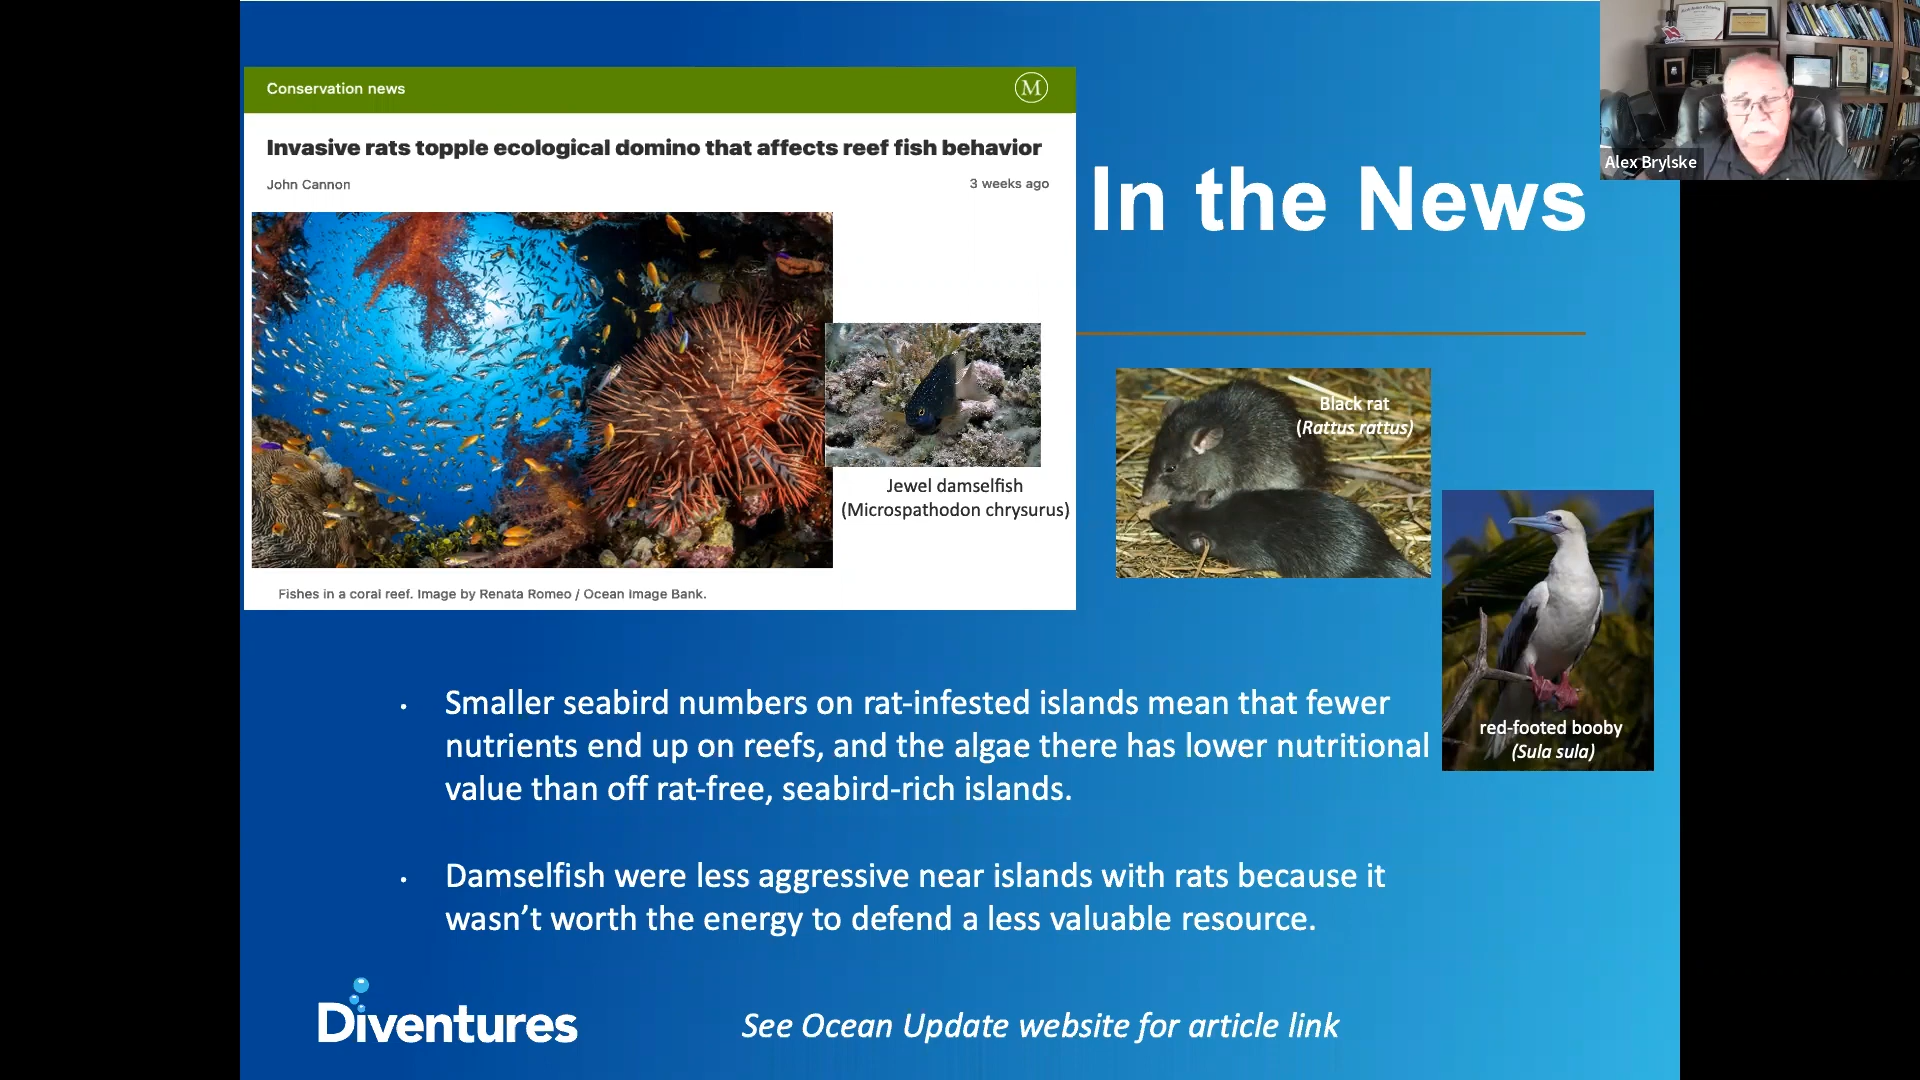 Conservation news
M
Invasive rats topple ecological domino that affects reef fish behavior
John Cannon
3 weeks ago
In the News
Alex Brylske
Black rat
(Rattus rattus)
Jewel damselfish
(Microspathodon chrysurus)
Fishes in a coral reef. Image by Renata Romeo / Ocean Image Bank.
red-footed booby
(Sula sula)
• Smaller seabird numbers on rat-infested islands mean that fewer
nutrients end up on reefs, and the algae there has lower nutritional
value than off rat-free, seabird-rich islands.
• Damselfish were less aggressive near islands with rats because it
wasn’t worth the energy to defend a less valuable resource.
Diventures
See Ocean Update website for article link